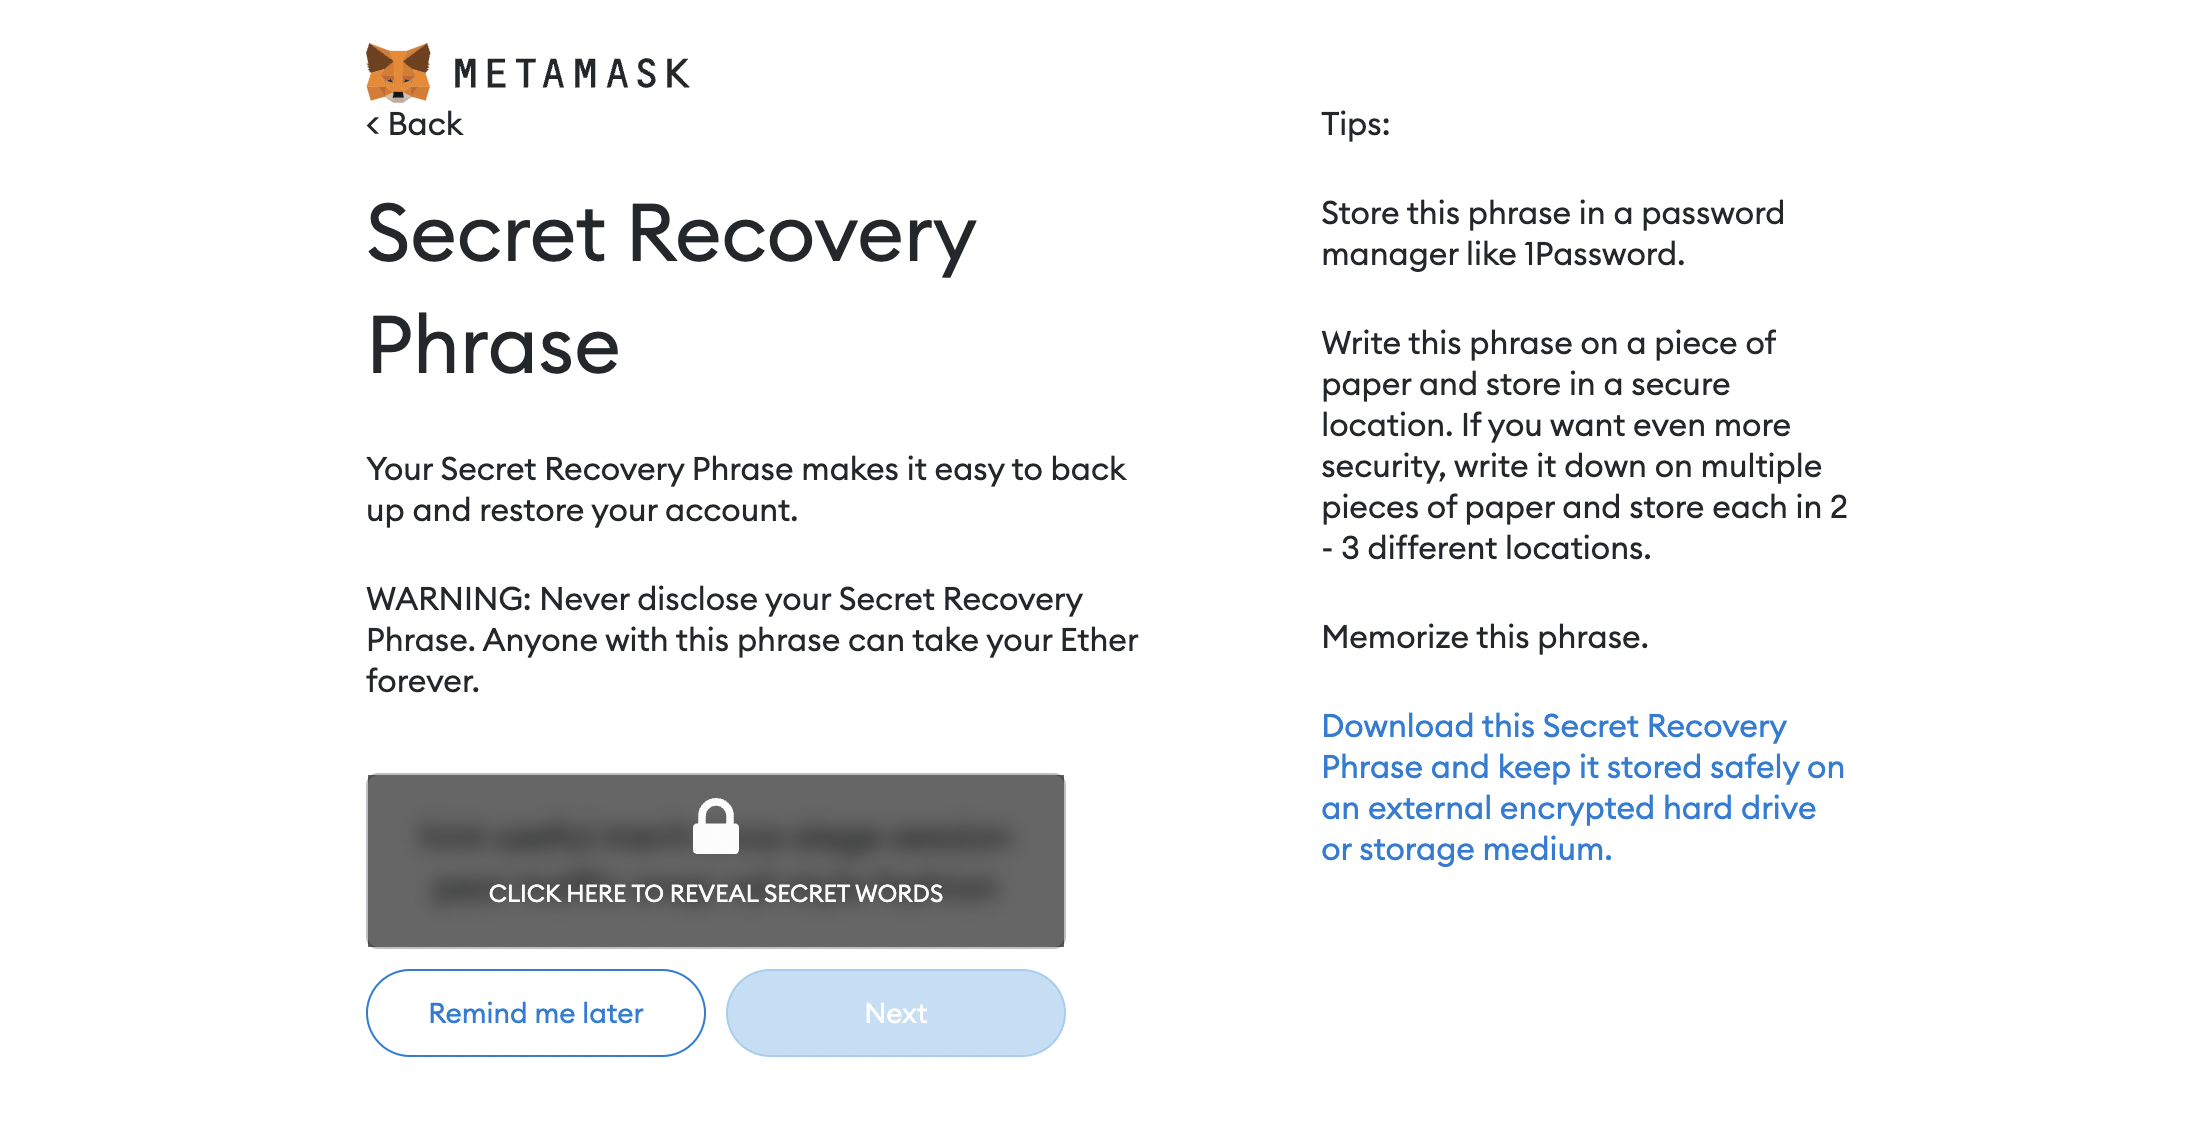 METAMASK
< Back
Secret Recovery
Phrase
Your Secret Recovery Phrase makes it easy to back
up and restore your account.
WARNING: Never disclose your Secret Recovery
Phrase. Anyone with this phrase can take your Ether
forever.
CLICK HERE TO REVEAL SECRET WORDS
Remind me later
Next
Tips:
Store this phrase in a password
manager like 1Password.
Write this phrase on a piece of
paper and store in a secure
location. If you want even more
security, write it down on multiple
pieces of paper and store each in 2
- 3 different locations.
Memorize this phrase.
Download this Secret Recovery
Phrase and keep it stored safely on
an external encrypted hard drive
or storage medium.